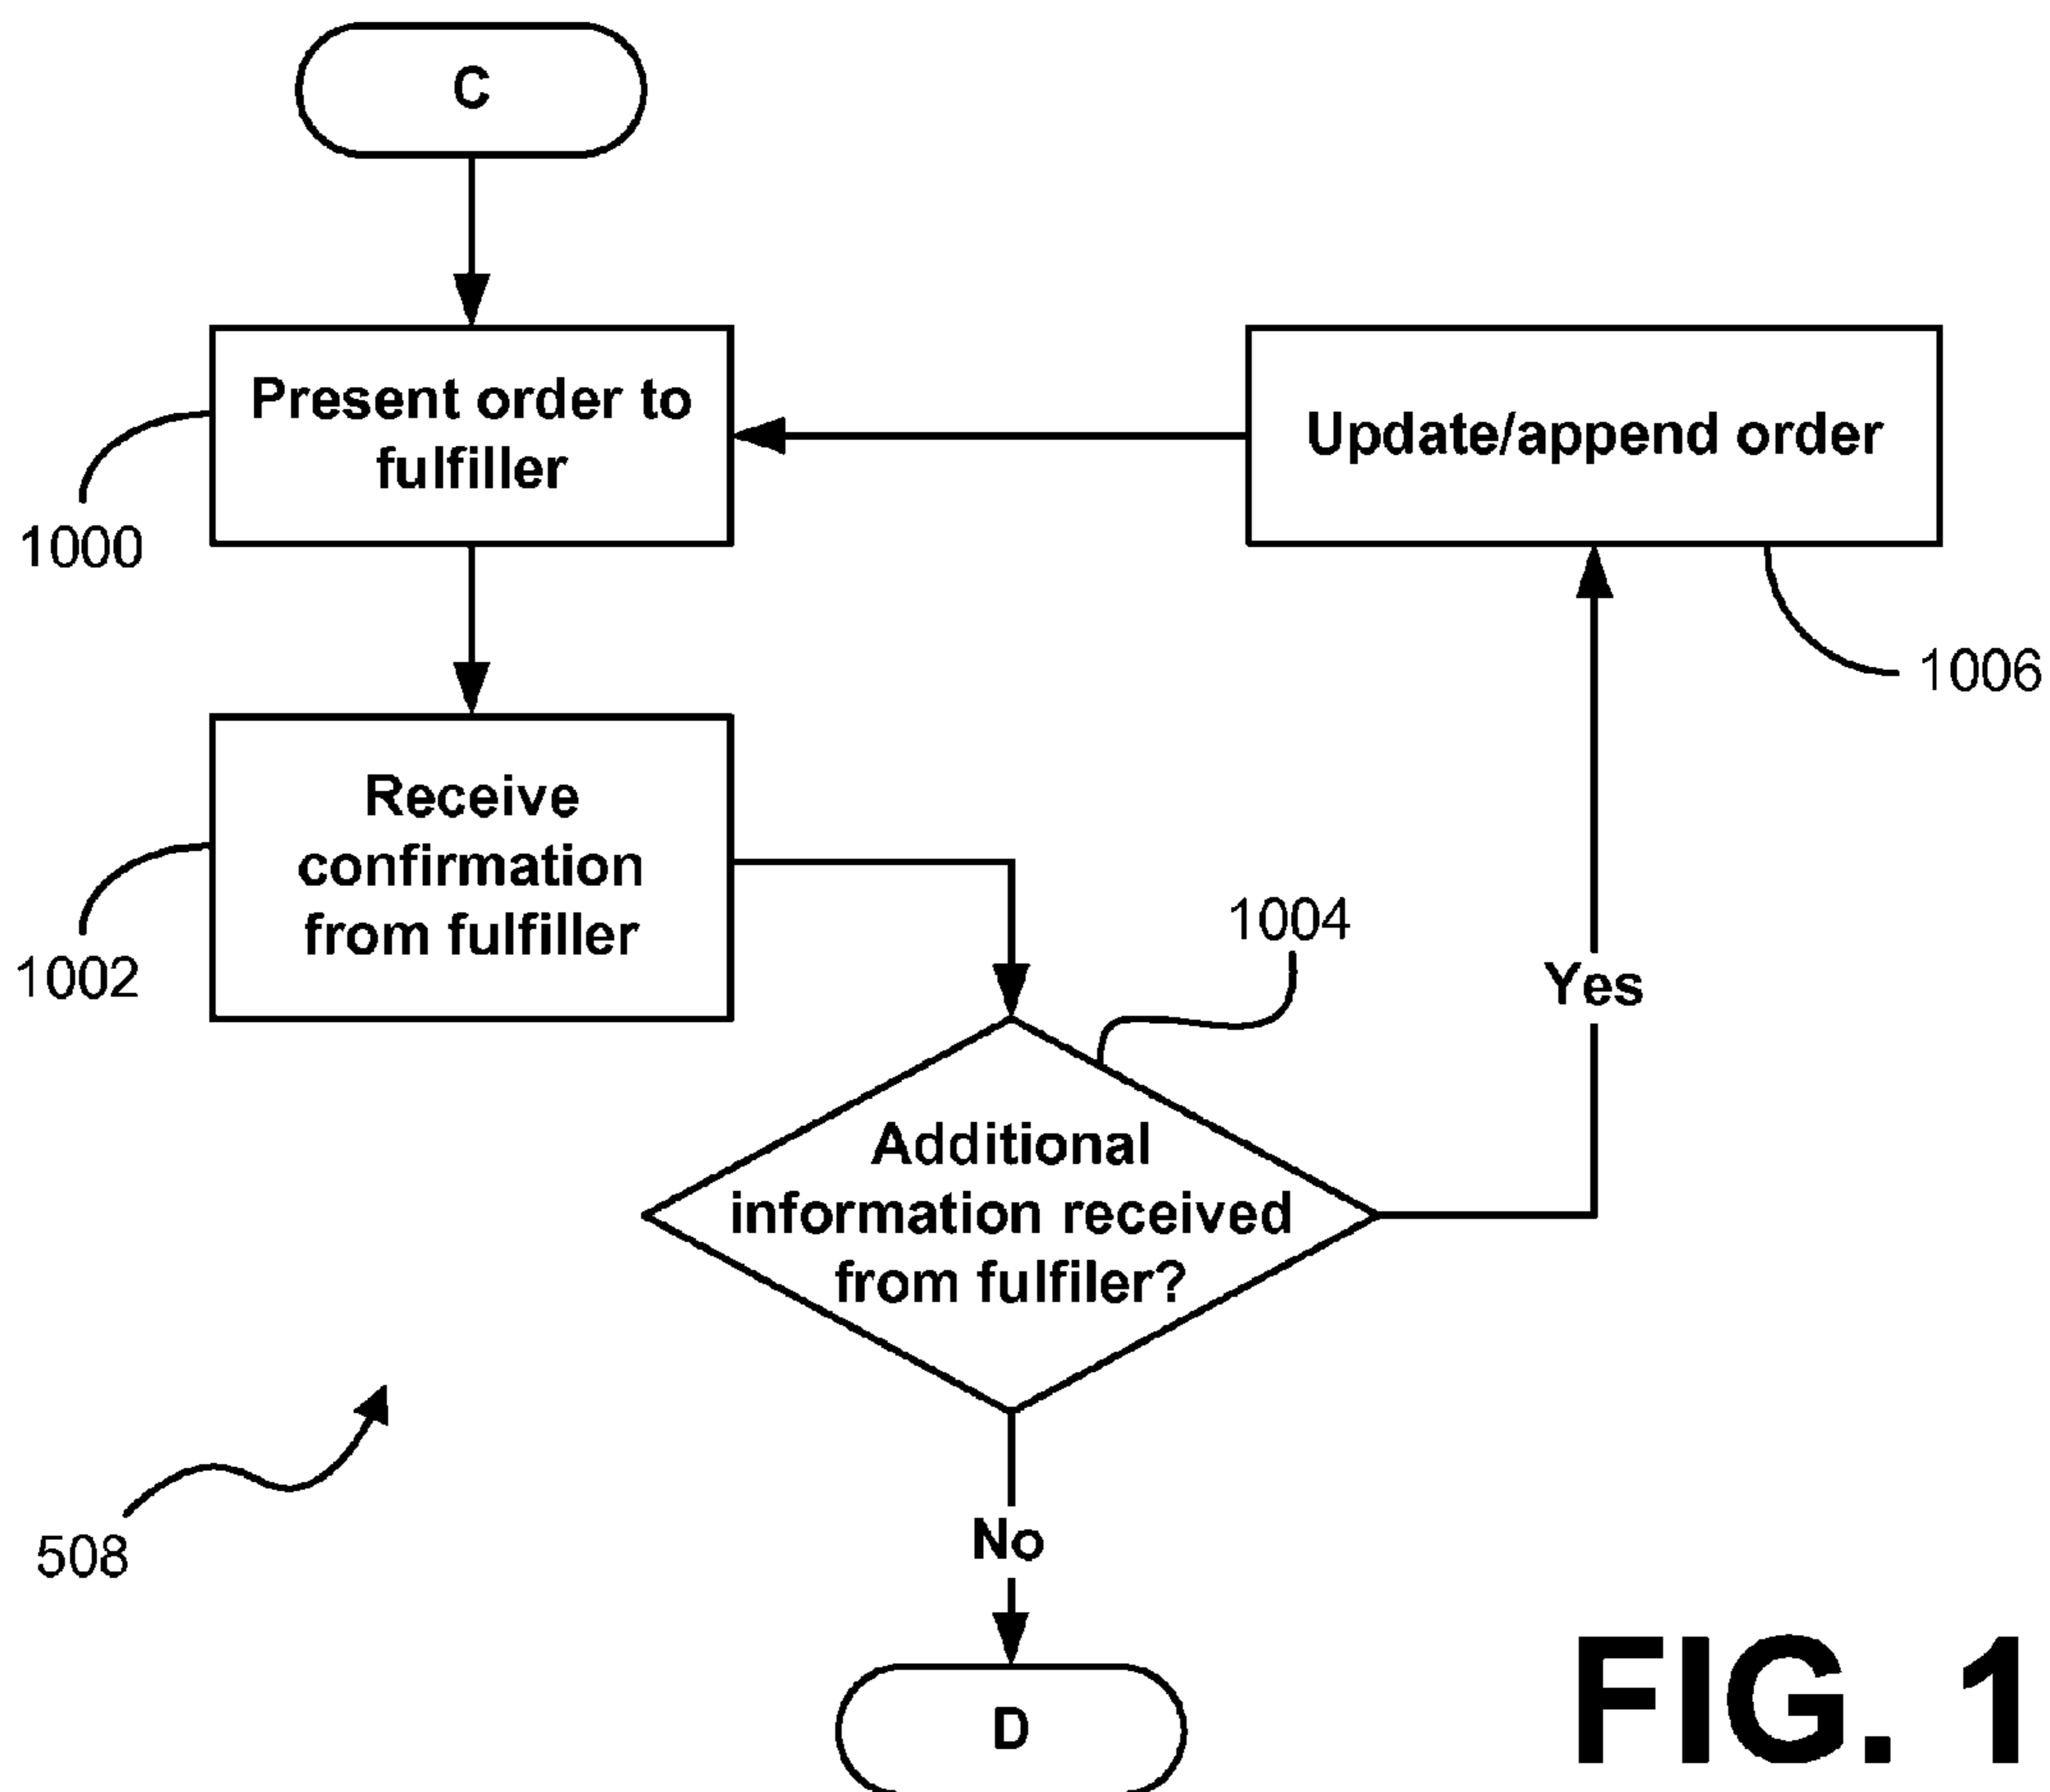 C
Present order to
fulfiller
Update/append order
1000
1006
Receive
confirmation
from fulfiller
1002
1004
Yes
Additional
information received
from fulfiler?
508
No
D
FIG. 1